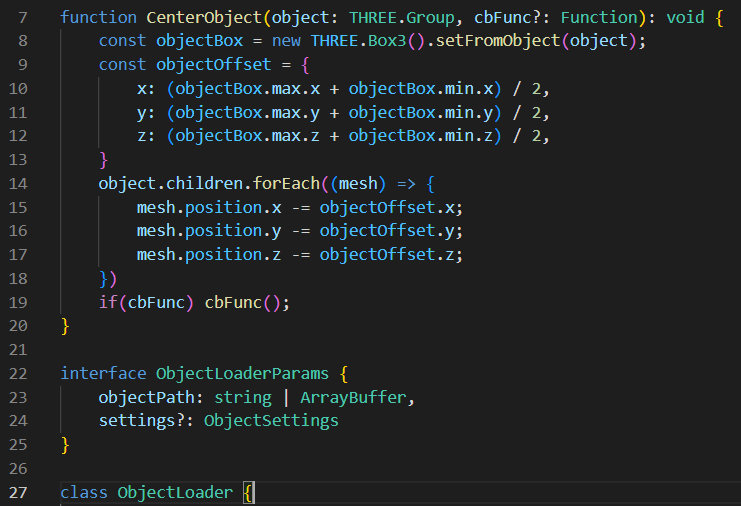 7 function CenterObject(object: THREE.Group, cbFunc?: Function): void {
8     const objectBox = new THREE.Box3().setFromObject(object);
9     const objectOffset = {
10         x: (objectBox.max.x + objectBox.min.x) / 2,
11         y: (objectBox.max.y + objectBox.min.y) / 2,
12         z: (objectBox.max.z + objectBox.min.z) / 2,
13     }
14     object.children.forEach((mesh) => {
15         mesh.position.x -= objectOffset.x;
16         mesh.position.y -= objectOffset.y;
17         mesh.position.z -= objectOffset.z;
18     })
19     if(cbFunc) cbFunc();
20 }
21
22 interface ObjectLoaderParams {
23     objectPath: string | ArrayBuffer,
24     settings?: ObjectSettings
25 }
26
27 class ObjectLoader {